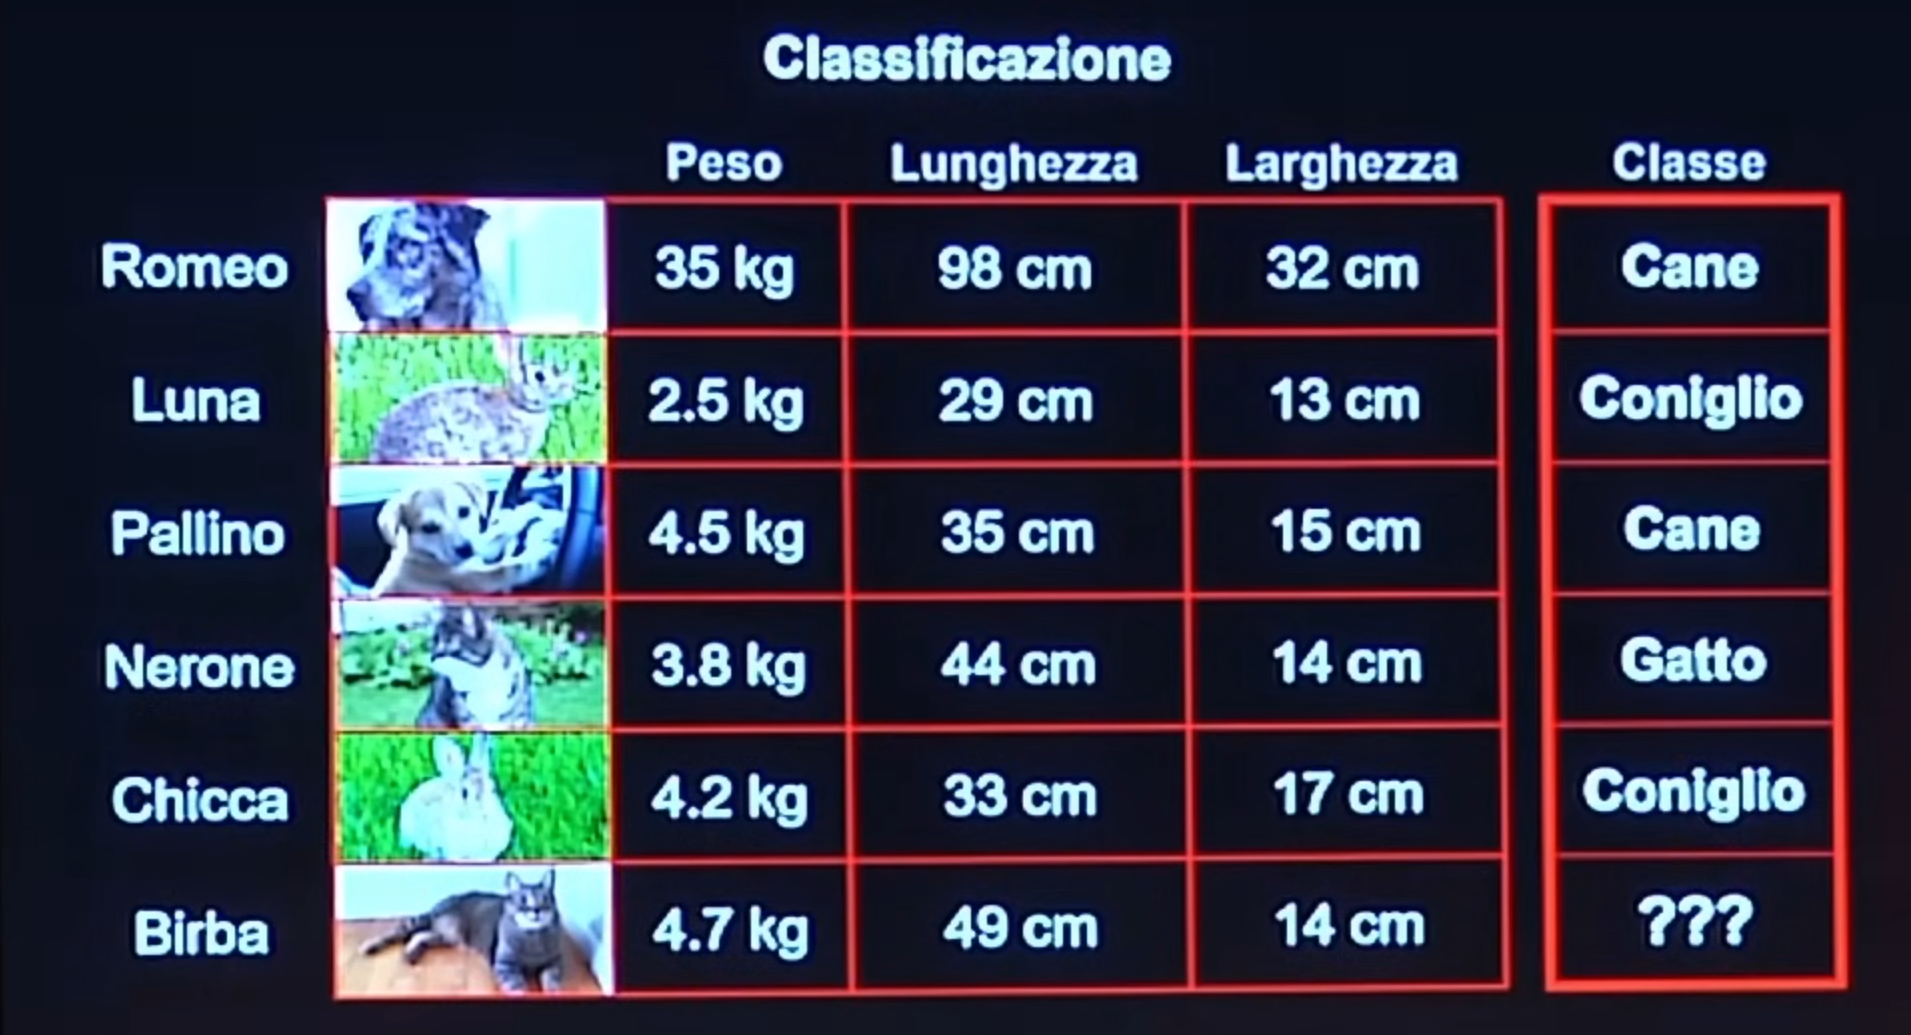 Classificazione
Peso Lunghezza Larghezza Classe
Romeo 35 kg 98 cm 32 cm Cane
Luna 2.5 kg 29 cm 13 cm Coniglio
Pallino 4.5 kg 35 cm 15 cm Cane
Nerone 3.8 kg 44 cm 14 cm Gatto
Chicca 4.2 kg 33 cm 17 cm Coniglio
Birba 4.7 kg 49 cm 14 cm ???